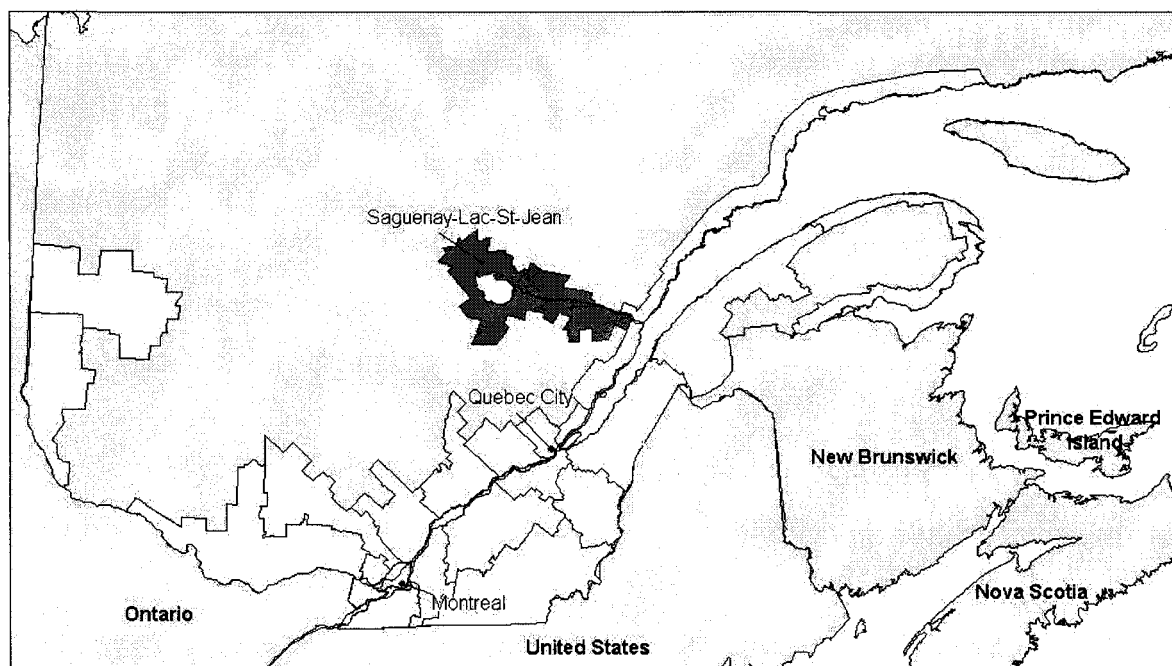 Saguenay-Lac-St-Jean
Quebec City
Prince Edward
Island
New Brunswick
Nova Scotia
Montreal
Ontario
United States